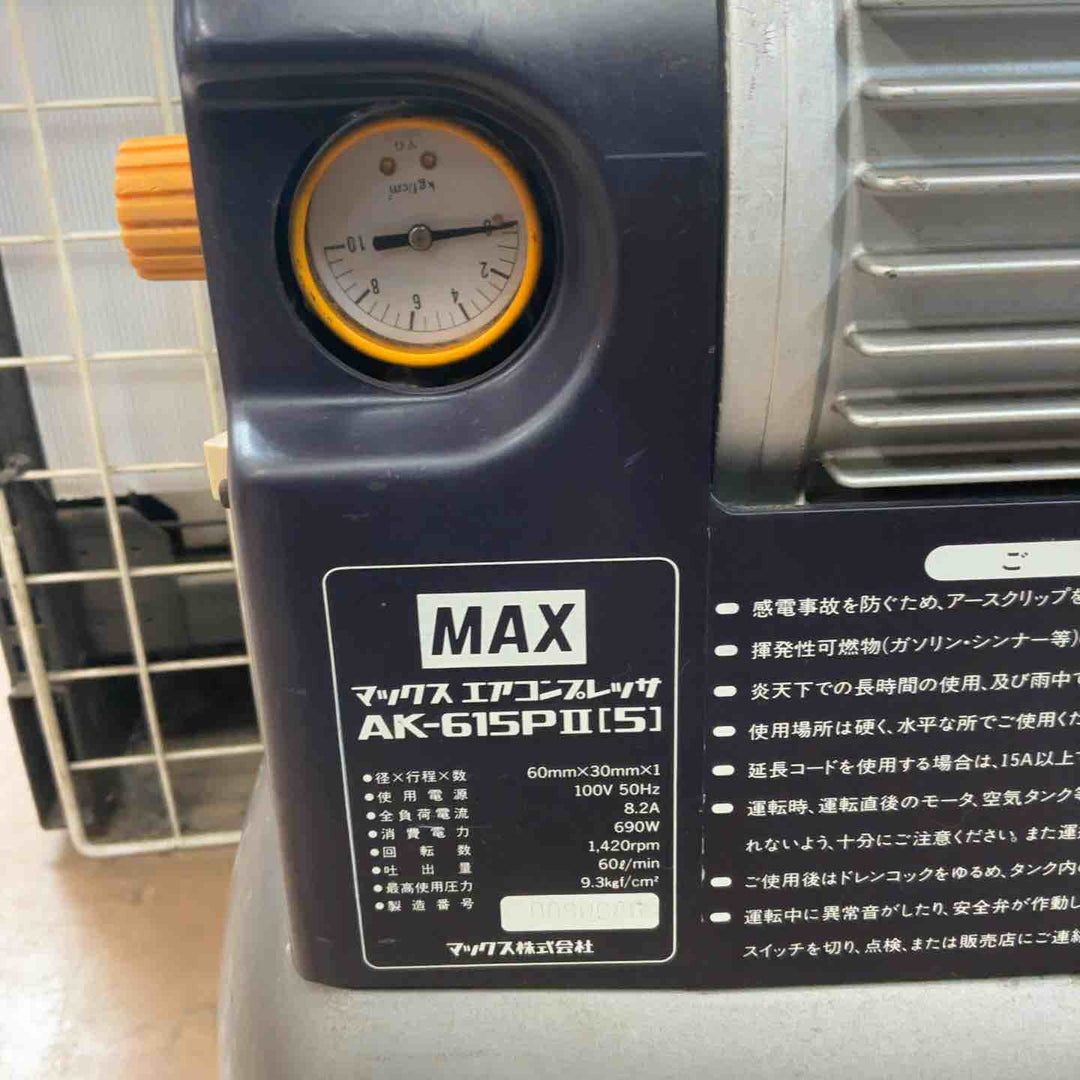 YG
kgf/cm²
0
2
4
6
8
10
MAX
マックス エアコンプレッサ
AK-615PⅡ[5]
●径×行程×数 60mm×30mm×1
●使用電源 100V 50Hz
●全負荷電流 8.2A
●消費電力 690W
●回転数 1,420rpm
●吐出量 60ℓ/min
●最高使用圧力 9.3kgf/cm²
●製造番号
マックス株式会社
ご
感電事故を防ぐため、アースクリップを
揮発性可燃物(ガソリン・シンナー等)
炎天下での長時間の使用、及び雨中で
使用場所は硬く、水平な所でご使用くだ
延長コードを使用する場合は、15A以上で
運転時、運転直後のモータ、空気タンク等
れないよう、十分にご注意ください。また運
ご使用後はドレンコックをゆるめ、タンク内
運転中に異常音がしたり、安全弁が作動し
スイッチを切り、点検、または販売店にご連絡